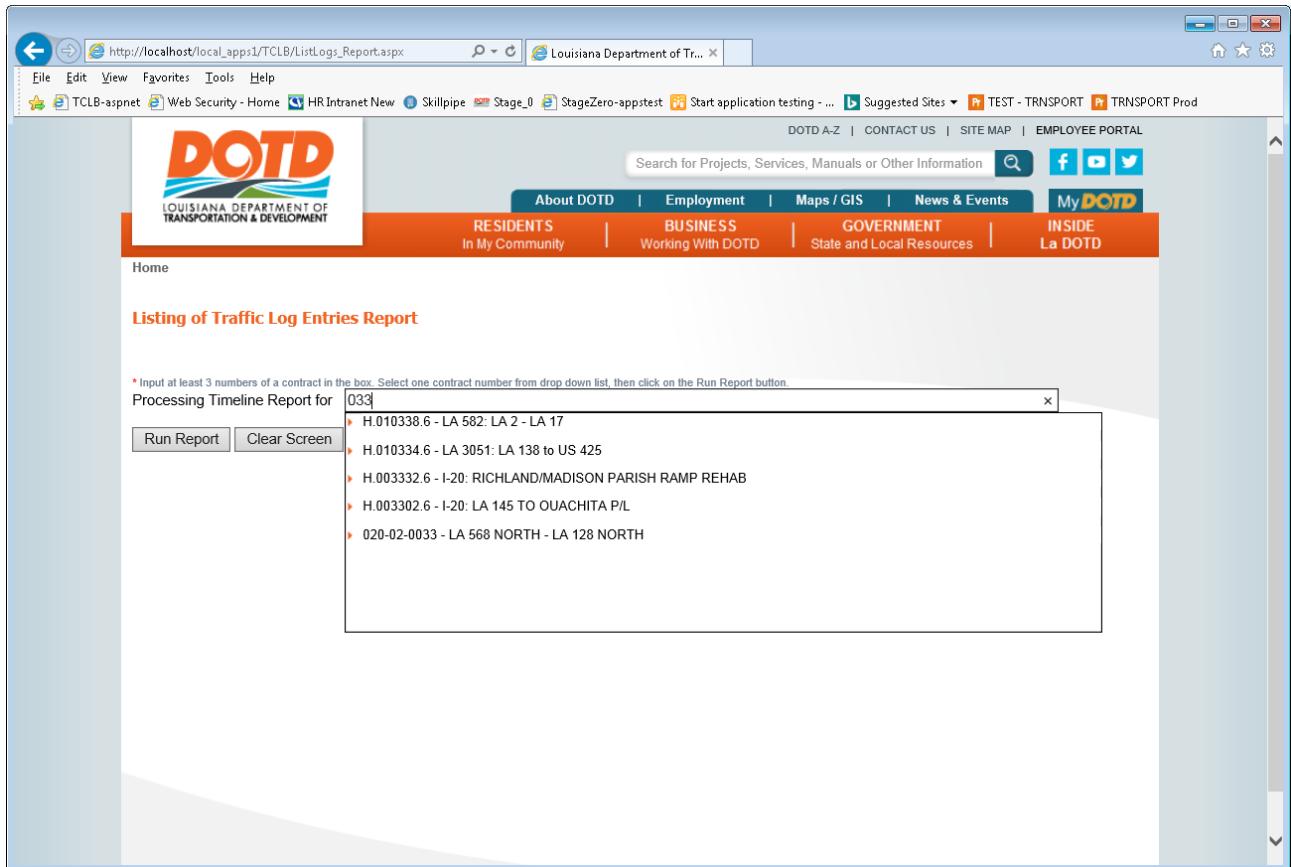 http://localhost/local_apps1/TCLB/ListLogs_Report.aspx
Louisiana Department of Tr...
File Edit View Favorites Tools Help
TCLB-aspnet Web Security - Home HR Intranet New Skillpipe Stage_0 StageZero-appstest Start application testing - ... Suggested Sites TEST - TRNSPORT TRNSPORT Prod
DOTD A-Z | CONTACT US | SITE MAP | EMPLOYEE PORTAL
DOTD
LOUISIANA DEPARTMENT OF
TRANSPORTATION & DEVELOPMENT
Search for Projects, Services, Manuals or Other Information
About DOTD | Employment | Maps / GIS | News & Events
My DOTD
RESIDENTS
In My Community
BUSINESS
Working With DOTD
GOVERNMENT
State and Local Resources
INSIDE
La DOTD
Home
Listing of Traffic Log Entries Report
* Input at least 3 numbers of a contract in the box. Select one contract number from drop down list, then click on the Run Report button.
Processing Timeline Report for 033
Run Report Clear Screen
H.010338.6 - LA 582: LA 2 - LA 17
H.010334.6 - LA 3051: LA 138 to US 425
H.003332.6 - I-20: RICHLAND/MADISON PARISH RAMP REHAB
H.003302.6 - I-20: LA 145 TO OUACHITA P/L
020-02-0033 - LA 568 NORTH - LA 128 NORTH